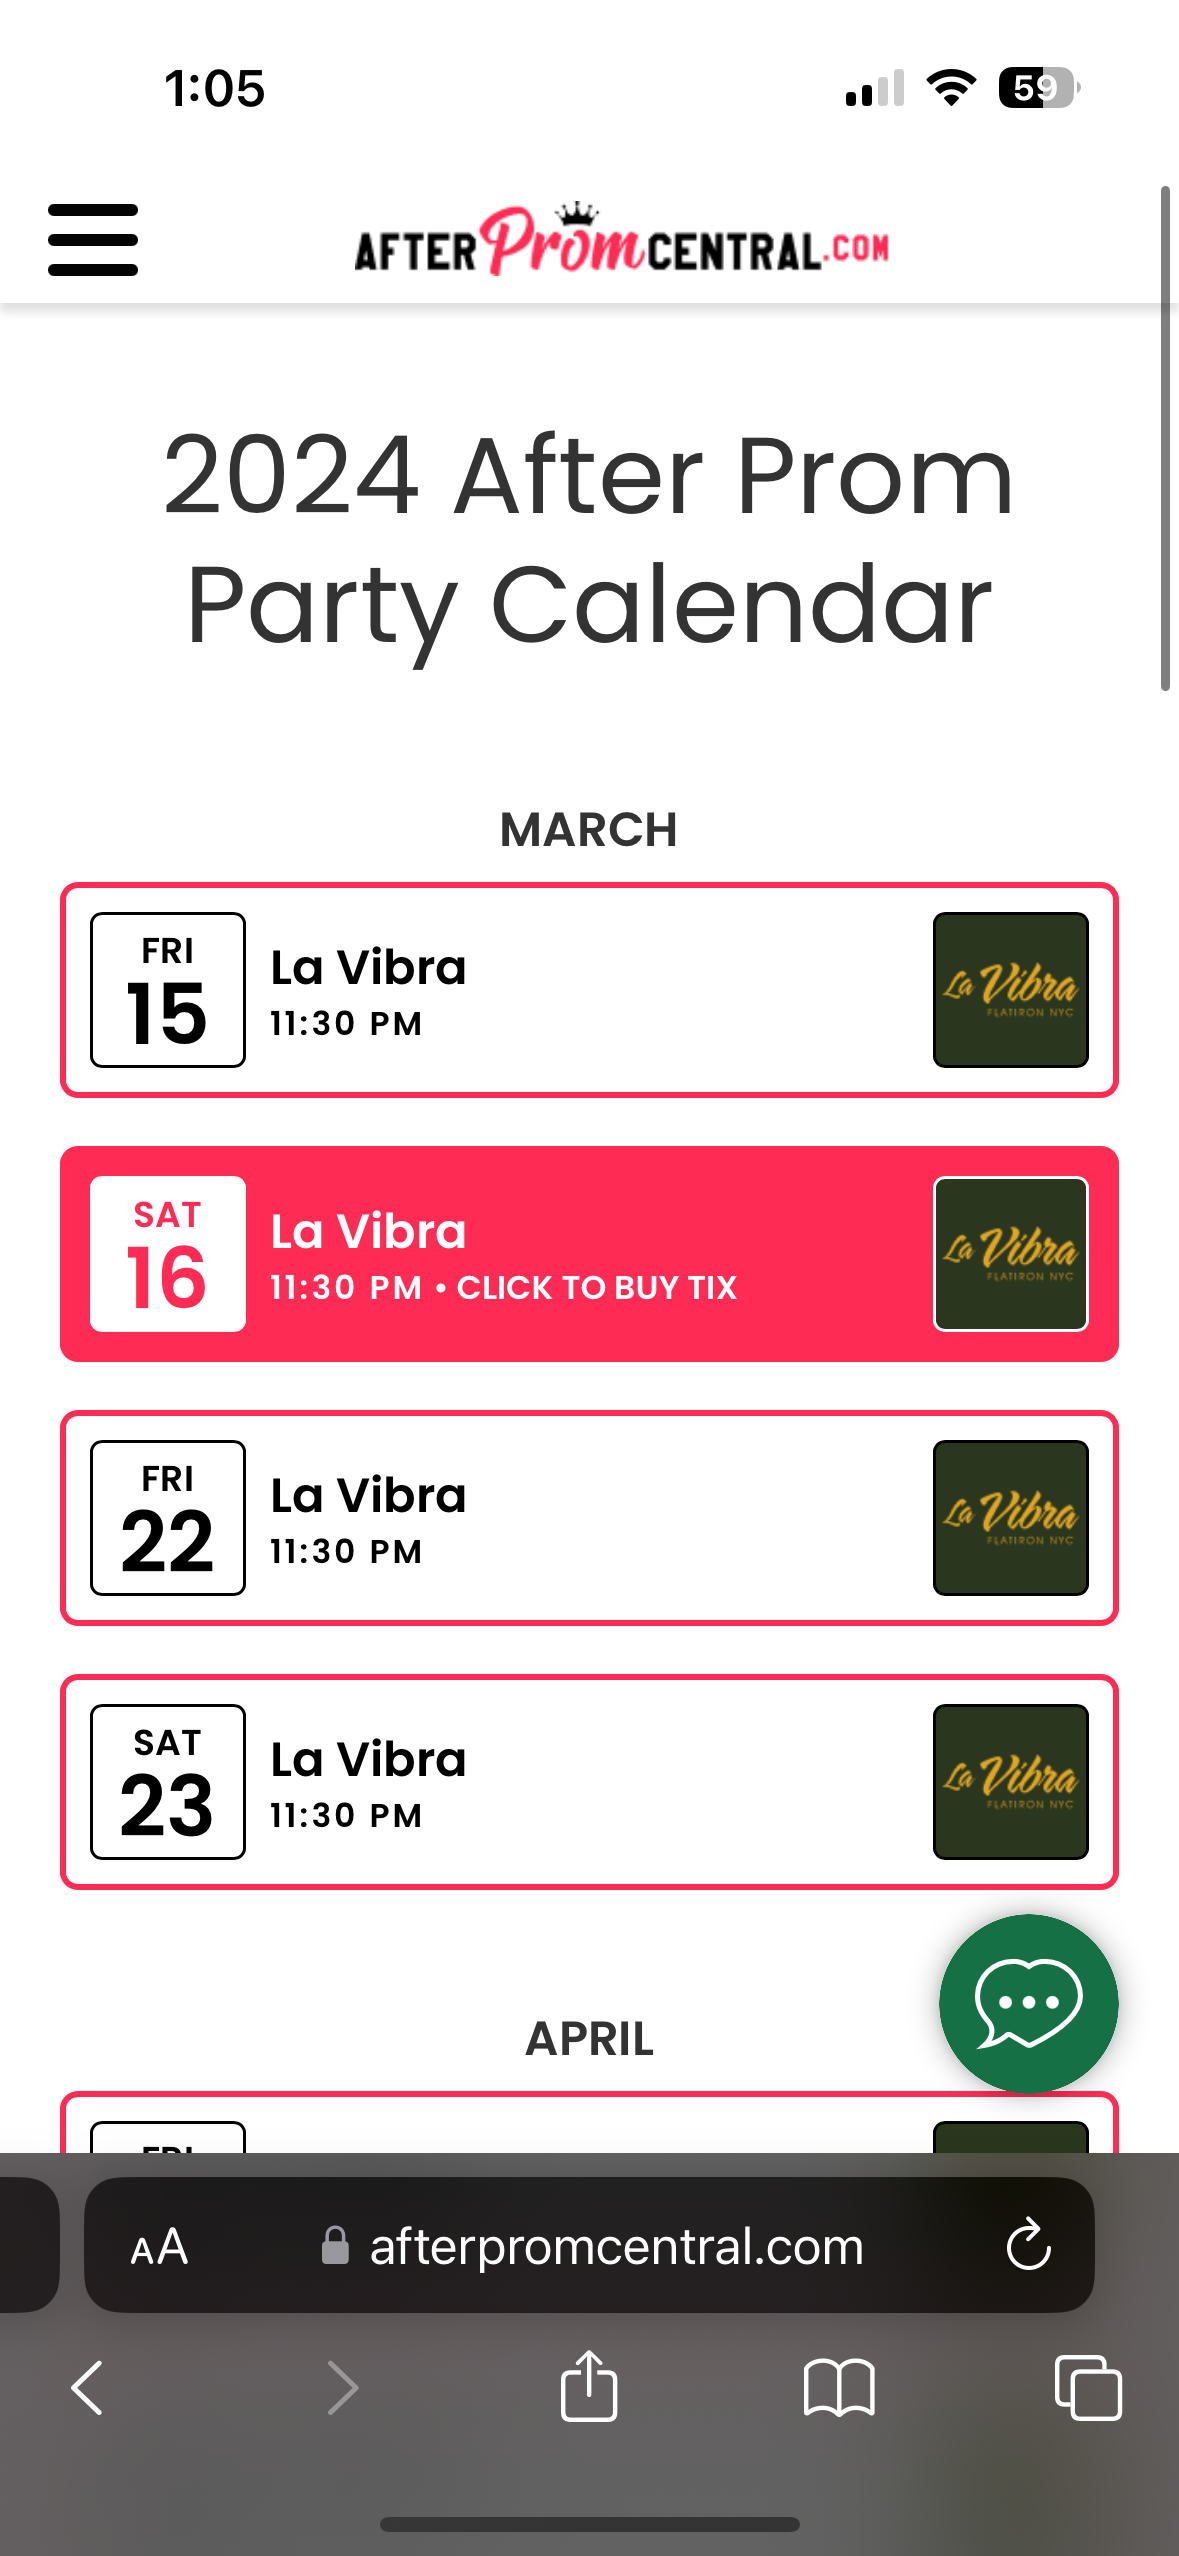 1:05
59
AFTER Prom CENTRAL.COM
2024 After Prom
Party Calendar
MARCH
FRI
15
La Vibra
11:30 PM
La Vibra
FLATIRON NYC
SAT
16
La Vibra
11:30 PM • CLICK TO BUY TIX
La Vibra
FLATIRON NYC
FRI
22
La Vibra
11:30 PM
La Vibra
FLATIRON NYC
SAT
23
La Vibra
11:30 PM
La Vibra
FLATIRON NYC
APRIL
FRI
AA
afterpromcentral.com